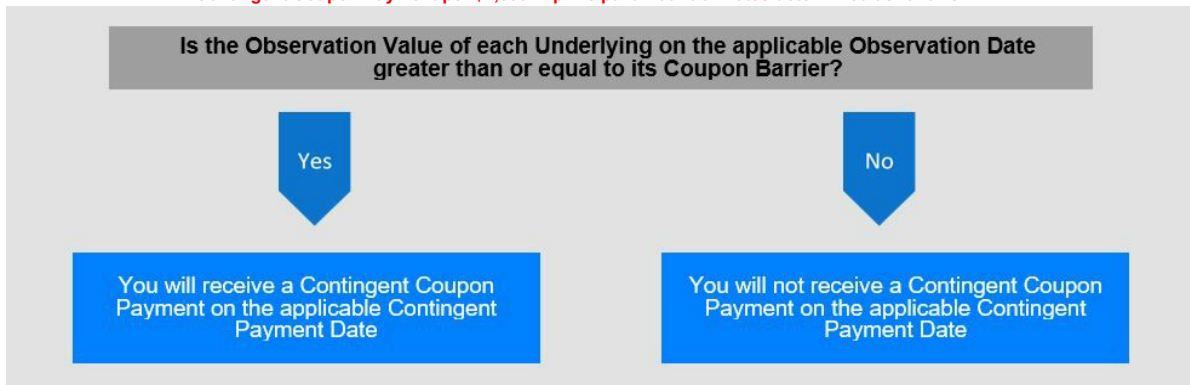 Is the Observation Value of each Underlying on the applicable Observation Date
greater than or equal to its Coupon Barrier?
Yes
No
You will receive a Contingent Coupon
Payment on the applicable Contingent
Payment Date
You will not receive a Contingent Coupon
Payment on the applicable Contingent
Payment Date